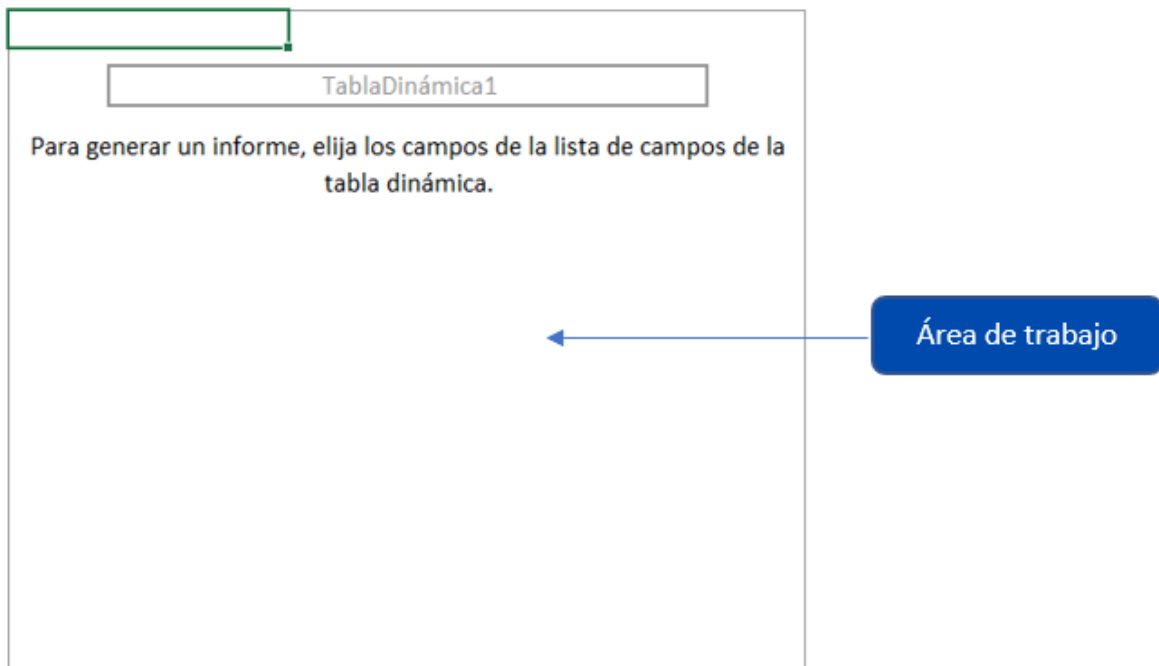 TablaDinámica1
Para generar un informe, elija los campos de la lista de campos de la
tabla dinámica.
Área de trabajo